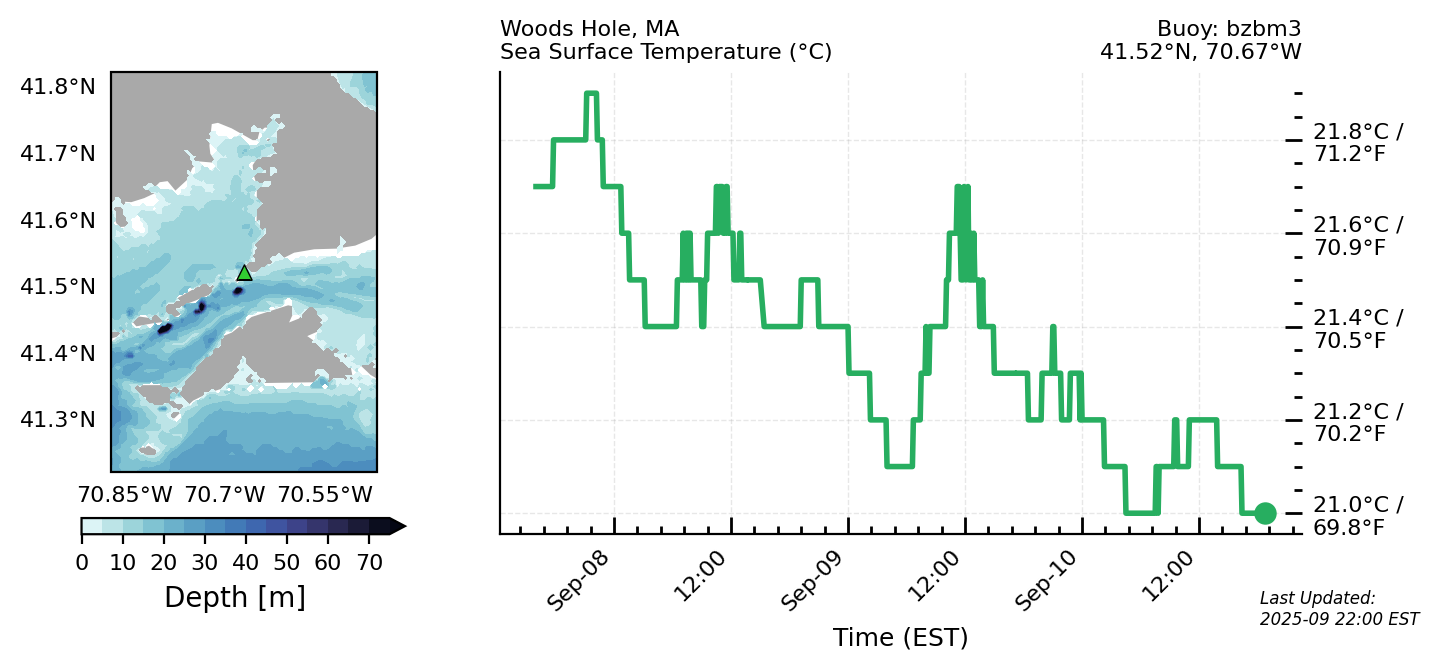 Woods Hole, MA
Sea Surface Temperature (°C)
Buoy: bzbm3
41.52°N, 70.67°W
41.8°N
41.7°N
41.6°N
41.5°N
41.4°N
41.3°N
70.85°W 70.7°W 70.55°W
0 10 20 30 40 50 60 70
Depth [m]
21.8°C /
71.2°F
21.6°C /
70.9°F
21.4°C /
70.5°F
21.2°C /
70.2°F
21.0°C /
69.8°F
Sep-08
12:00
Sep-09
12:00
Sep-10
12:00
Time (EST)
Last Updated:
2025-09 22:00 EST